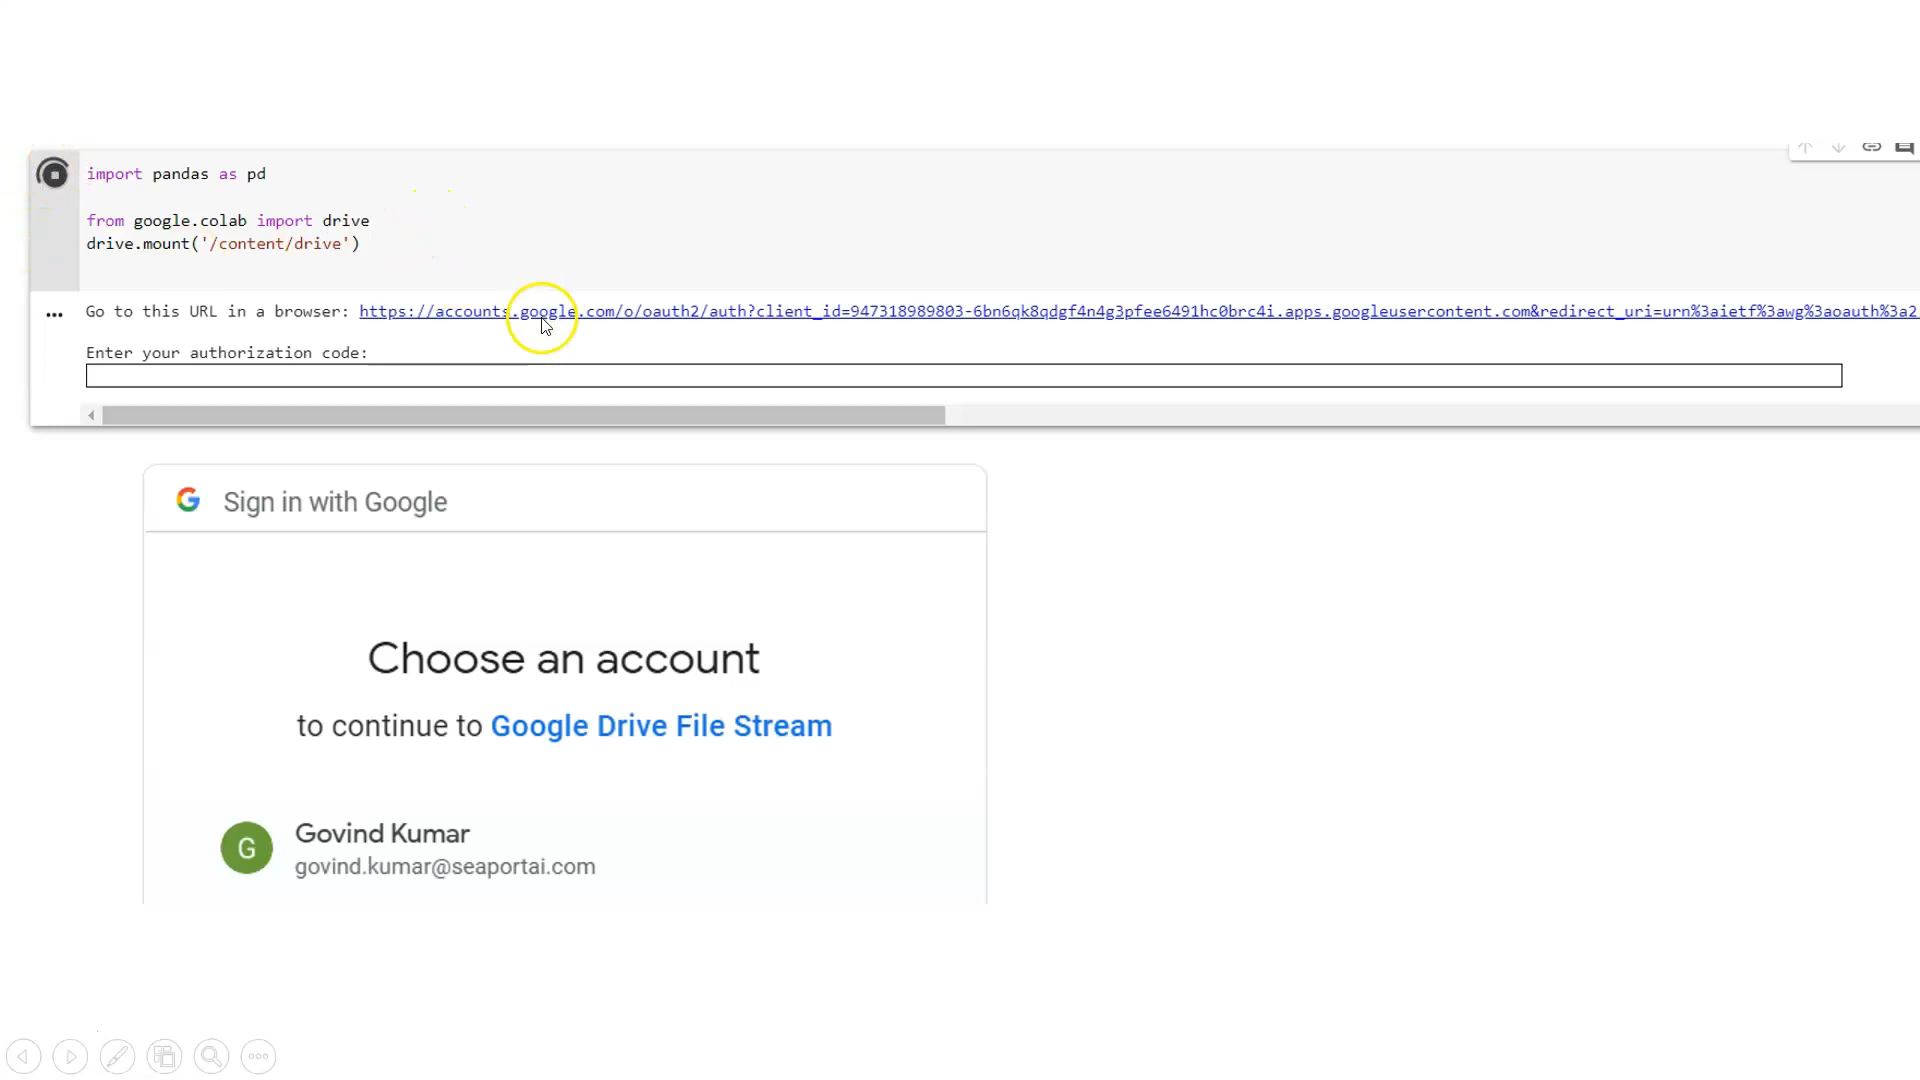 import pandas as pd
from google.colab import drive
drive.mount('/content/drive')
Go to this URL in a browser: https://accounts.google.com/o/oauth2/auth?client_id=947318989803-6bn6qk8qdgf4n4g3pfee6491hc0brc4i.apps.googleusercontent.com&redirect_uri=urn%3aietf%3awg%3aoauth%3a2
Enter your authorization code:
Sign in with Google
Choose an account
to continue to Google Drive File Stream
G
Govind Kumar
govind.kumar@seaportai.com